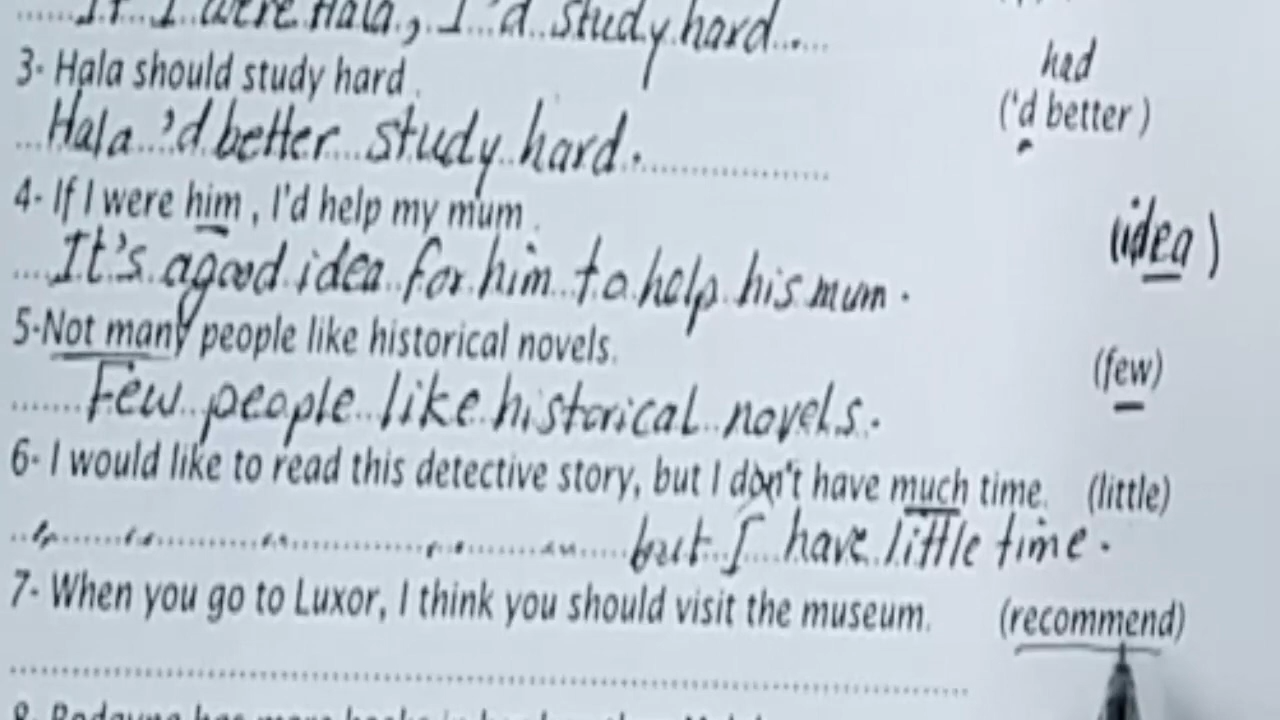 If I were Hala, I'd study hard.
3- Hala should study hard.
had
('d better)
Hala 'd better study hard.
4- If I were him, I'd help my mum.
(idea)
It's a good idea for him to help his mum.
5-Not many people like historical novels.
(few)
Few people like historical novels.
6- I would like to read this detective story, but I don't have much time. (little)
but I have little time.
7- When you go to Luxor, I think you should visit the museum. (recommend)
8-